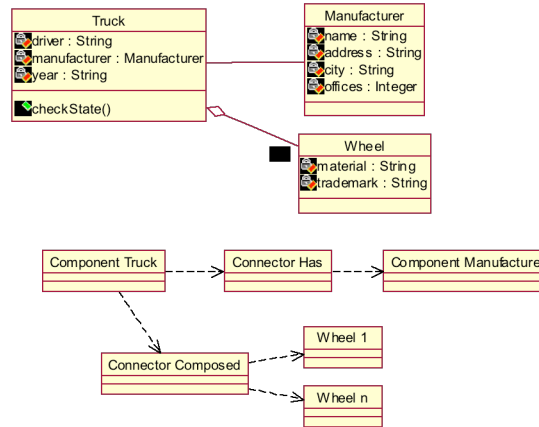 Truck
driver : String
manufacturer : Manufacturer
year : String
checkState()
Manufacturer
name : String
address : String
city : String
offices : Integer
Wheel
material : String
trademark : String
Component Truck
Connector Has
Component Manufacture
Connector Composed
Wheel 1
Wheel n